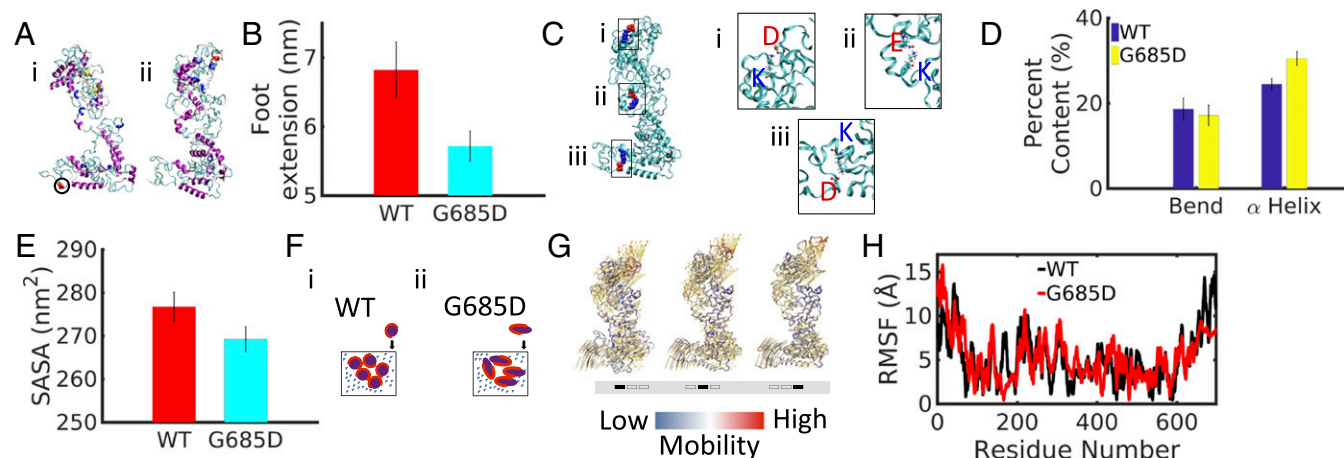 A
i
ii
B
Foot
extension (nm)
7
6
5
WT
G685D
C
i
ii
iii
i
D
K
ii
E
K
iii
K
D
D
Percent
Content (%)
40
20
0
WT
G685D
Bend
α Helix
E
SASA (nm²)
290
280
270
260
250
WT
G685D
F
i
WT
ii
G685D
G
Low
High
Mobility
H
RMSF (Å)
15
10
5
0
WT
G685D
0
200
400
600
Residue Number